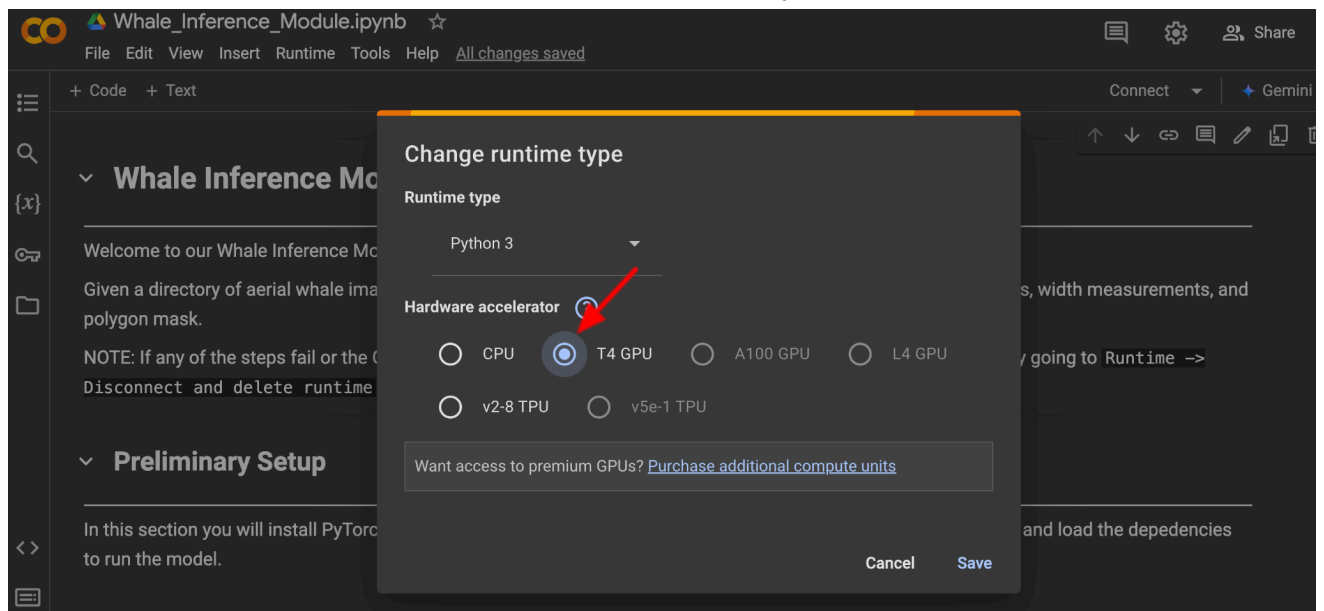 Whale_Inference_Module.ipynb
File Edit View Insert Runtime Tools Help All changes saved
Share
+ Code + Text
Connect
Gemini
Change runtime type
Whale Inference Mo
Runtime type
{x}
Python 3
Welcome to our Whale Inference Mo
Given a directory of aerial whale ima
s, width measurements, and
polygon mask.
Hardware accelerator ?
CPU T4 GPU A100 GPU L4 GPU
NOTE: If any of the steps fail or the
y going to Runtime ->
Disconnect and delete runtime
v2-8 TPU v5e-1 TPU
Preliminary Setup
Want access to premium GPUs? Purchase additional compute units
In this section you will install PyTorc
and load the depedencies
to run the model.
Cancel Save